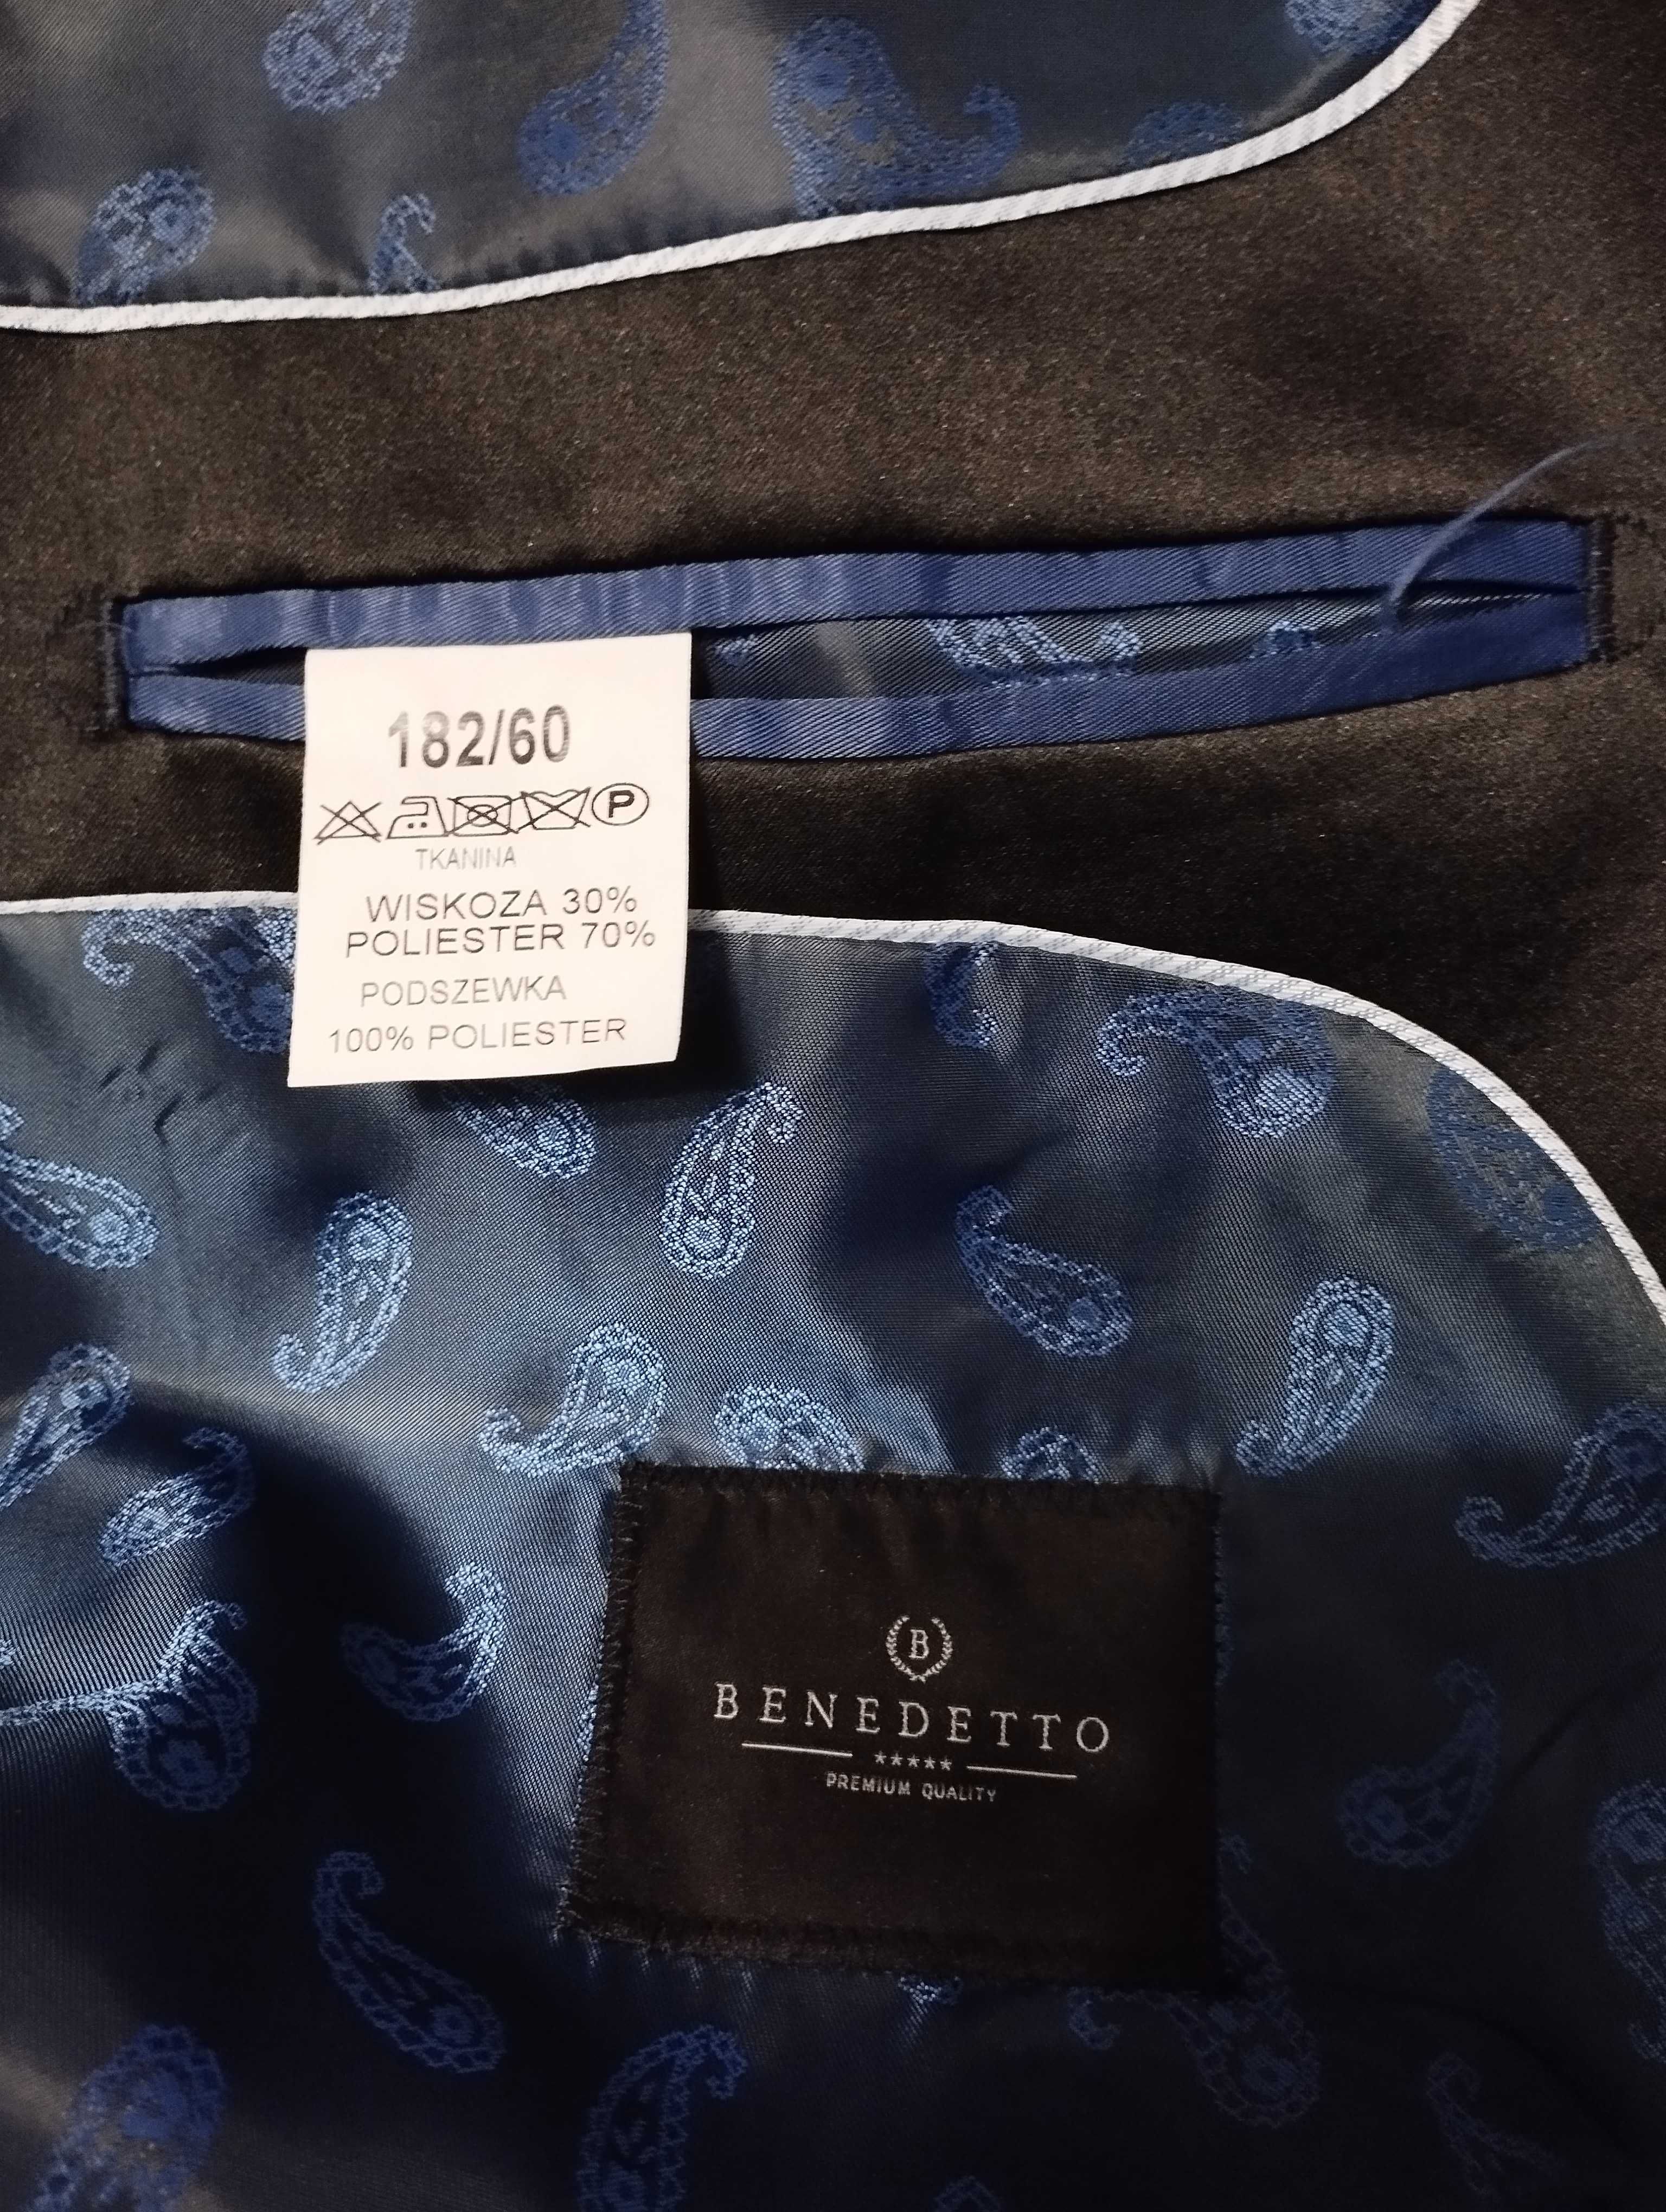 182/60
P
TKANINA
WISKOZA 30%
POLIESTER 70%
PODSZEWKA
100% POLIESTER
B
BENEDETTO
*****
PREMIUM QUALITY